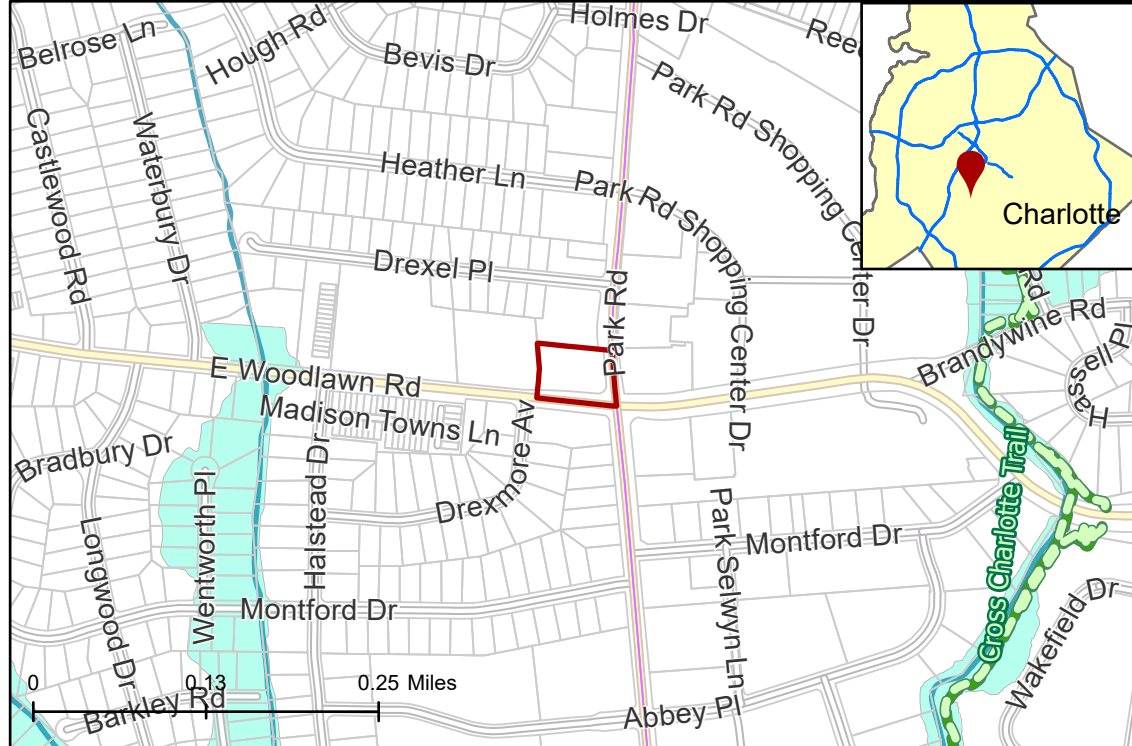 Holmes Dr
Belrose Ln
Hough Rd
Bevis Dr
Park Rd Shopping Center Dr
Charlotte
Castlewood Rd
Waterbury Dr
Heather Ln
Park Rd Shopping Center Dr
Drexel Pl
Park Rd
Rd
Brandywine Rd
Hassell Pl
E Woodlawn Rd
Madison Towns Ln
Drexmore Av
Bradbury Dr
Halstead Dr
Wentworth Pl
Longwood Dr
Montford Dr
Montford Dr
Park Selwyn Ln
Cross Charlotte Trail
Wakefield Dr
0 0.13 0.25 Miles
Barkley Rd
Abbey Pl